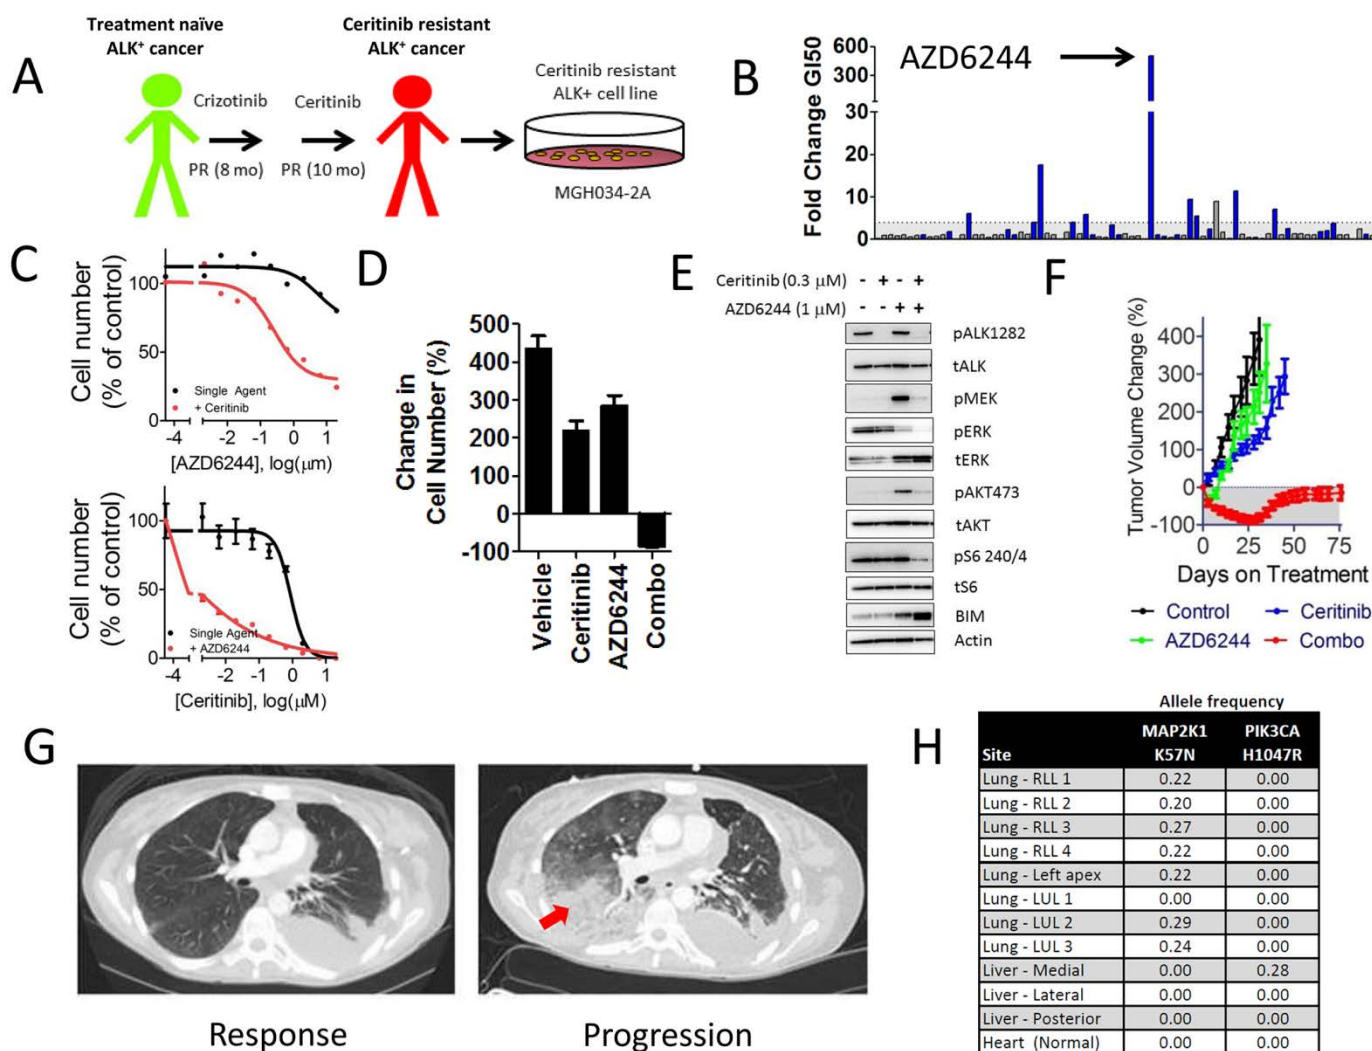 A
Treatment naïve
ALK⁺ cancer
Crizotinib
PR (8 mo)
Ceritinib
PR (10 mo)
Ceritinib resistant
ALK⁺ cancer
Ceritinib resistant
ALK+ cell line
MGH034-2A
B
Fold Change GI50
600
300
30
20
10
0
AZD6244
C
Cell number
(% of control)
100
50
0
Single Agent
+ Ceritinib
-4 -2 -1 0 1
[AZD6244], log(μm)
Cell number
(% of control)
100
50
0
Single Agent
+ AZD6244
-4 -2 -1 0 1
[Ceritinib], log(μM)
D
Change in
Cell Number (%)
500
400
300
200
100
0
-100
Vehicle
Ceritinib
AZD6244
Combo
E
Ceritinib (0.3 μM) - + - +
AZD6244 (1 μM) - - + +
pALK1282
tALK
pMEK
pERK
tERK
pAKT473
tAKT
pS6 240/4
tS6
BIM
Actin
F
Tumor Volume Change (%)
400
300
200
100
0
-100
0 25 50 75
Days on Treatment
Control
Ceritinib
AZD6244
Combo
G
Response
Progression
H
Allele frequency
Site MAP2K1 K57N PIK3CA H1047R
Lung - RLL 1 0.22 0.00
Lung - RLL 2 0.20 0.00
Lung - RLL 3 0.27 0.00
Lung - RLL 4 0.22 0.00
Lung - Left apex 0.22 0.00
Lung - LUL 1 0.00 0.00
Lung - LUL 2 0.29 0.00
Lung - LUL 3 0.24 0.00
Liver - Medial 0.00 0.28
Liver - Lateral 0.00 0.00
Liver - Posterior 0.00 0.00
Heart (Normal) 0.00 0.00